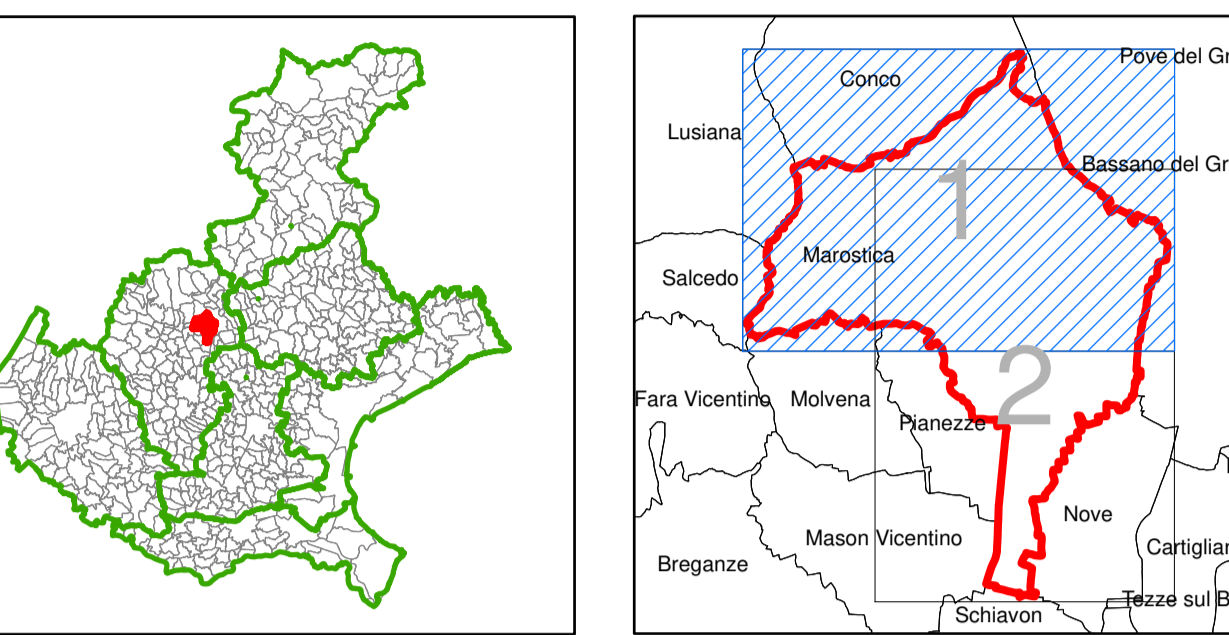 Pove del Gr
Conco
Lusiana
Bassano del Gr
1
Marostica
Salcedo
2
Fara Vicentino
Molvena
Pianezze
Nove
Mason Vicentino
Cartiglian
Breganze
Tezze sul B
Schiavon